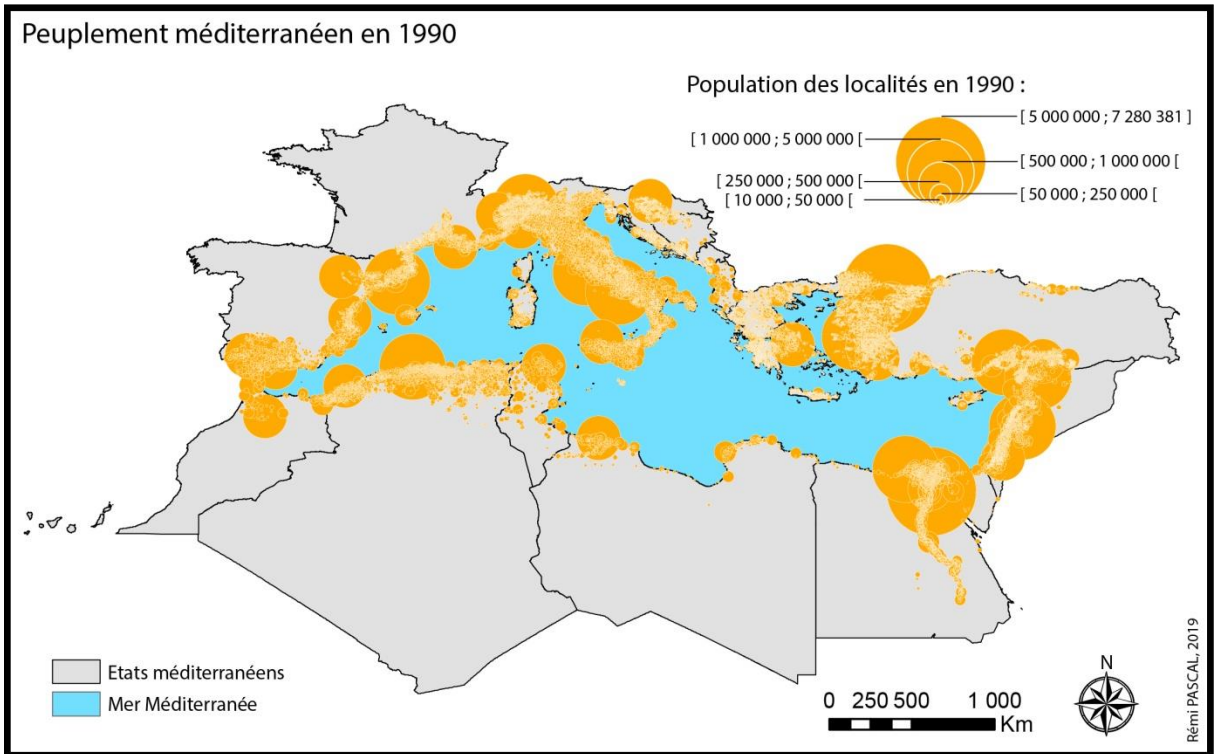 Peuplement méditerranéen en 1990
Population des localités en 1990 :
[ 5 000 000 ; 7 280 381 ]
[ 1 000 000 ; 5 000 000 [
[ 500 000 ; 1 000 000 [
[ 250 000 ; 500 000 [
[ 50 000 ; 250 000 [
[ 10 000 ; 50 000 [
Etats méditerranéens
Mer Méditerranée
0 250 500 1 000
Km
N
Rémi PASCAL, 2019